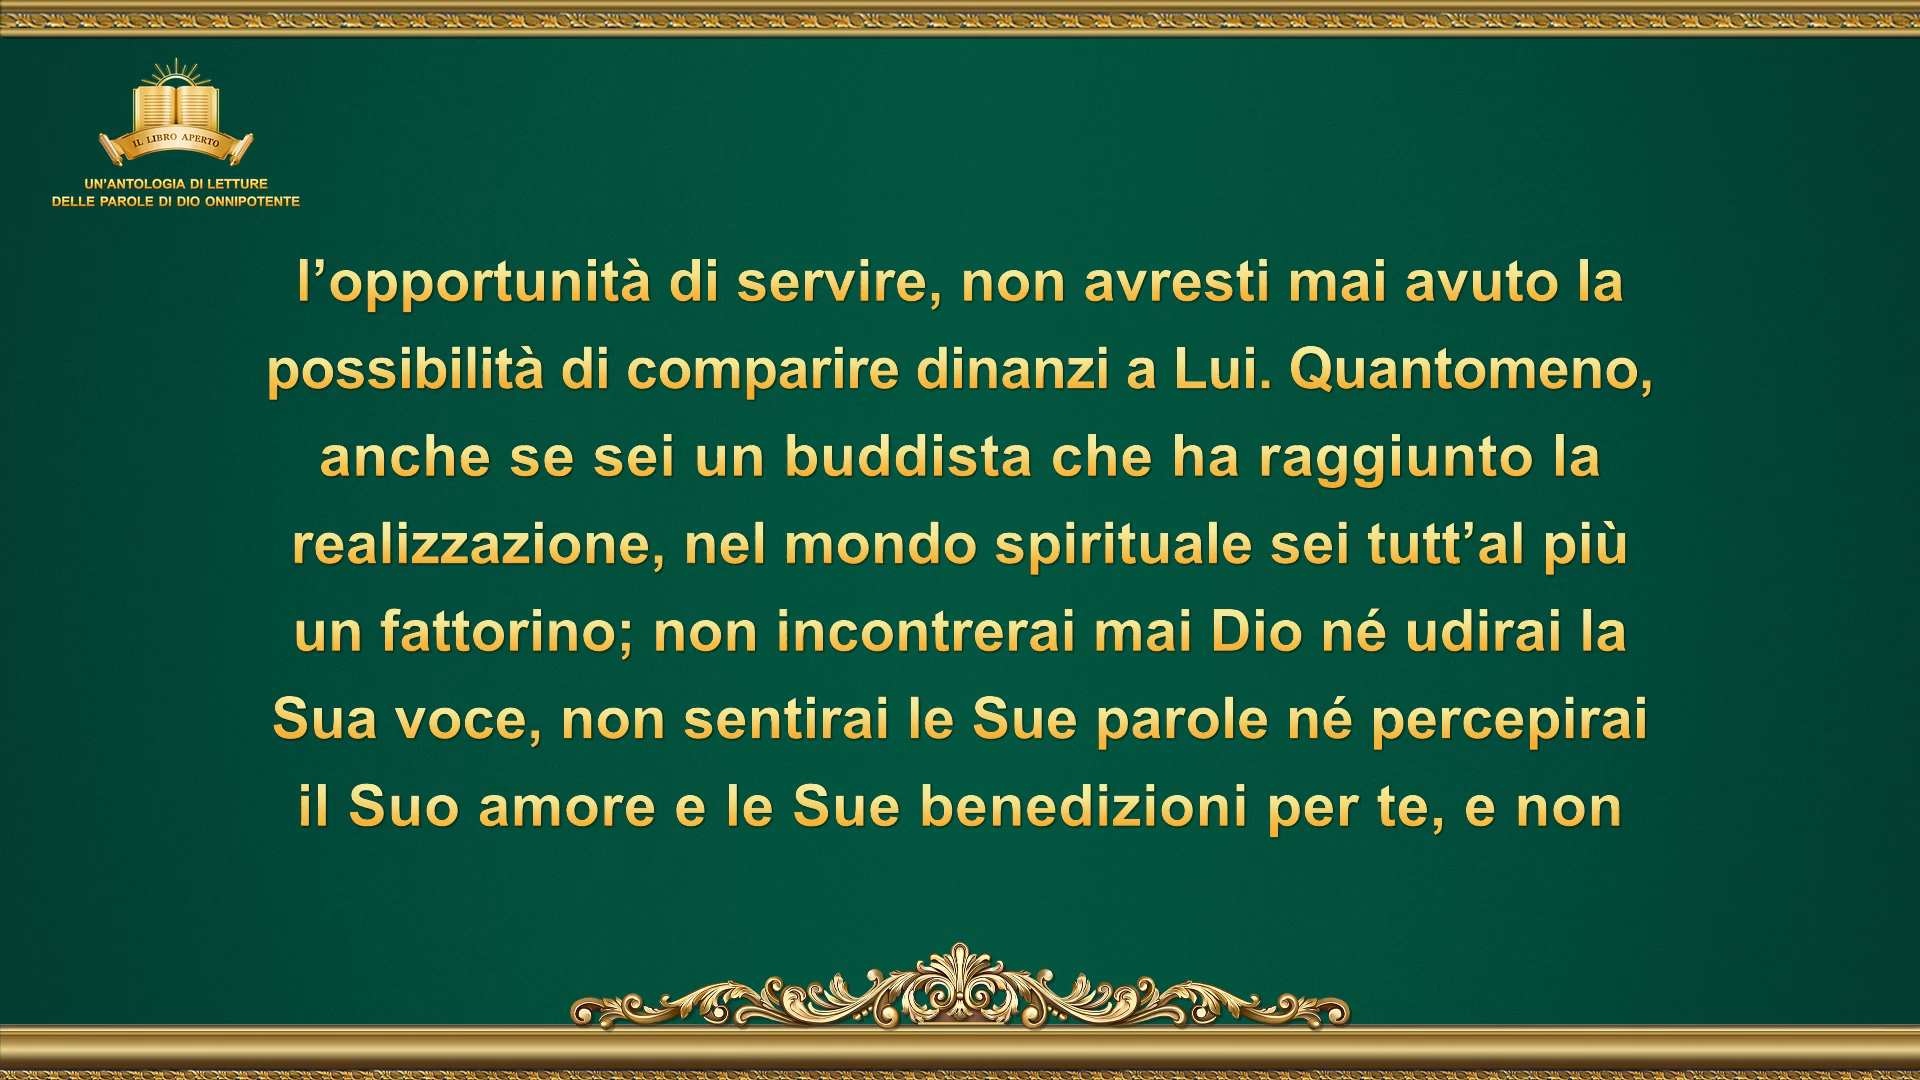 IL LIBRO APERTO
UN’ANTOLOGIA DI LETTURE
DELLE PAROLE DI DIO ONNIPOTENTE
l’opportunità di servire, non avresti mai avuto la
possibilità di comparire dinanzi a Lui. Quantomeno,
anche se sei un buddista che ha raggiunto la
realizzazione, nel mondo spirituale sei tutt’al più
un fattorino; non incontrerai mai Dio né udirai la
Sua voce, non sentirai le Sue parole né percepirai
il Suo amore e le Sue benedizioni per te, e non